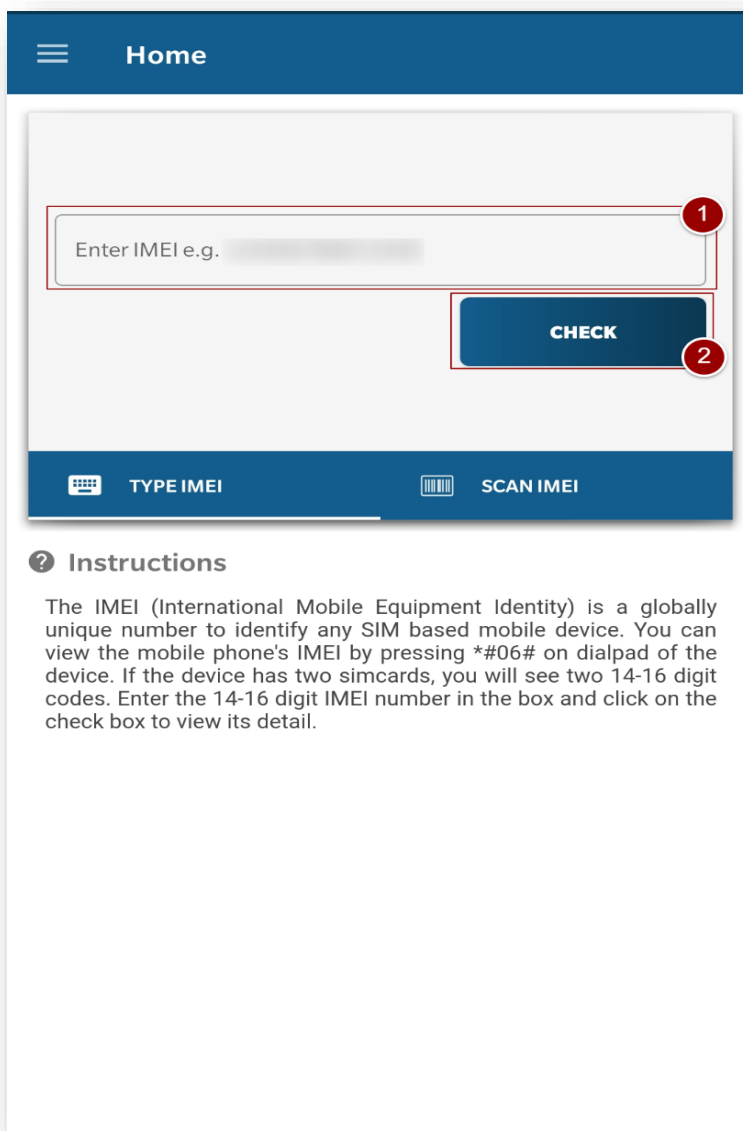 Home
1
Enter IMEI e.g.
CHECK
2
TYPE IMEI
SCAN IMEI
? Instructions
The IMEI (International Mobile Equipment Identity) is a globally
unique number to identify any SIM based mobile device. You can
view the mobile phone's IMEI by pressing *#06# on dialpad of the
device. If the device has two simcards, you will see two 14-16 digit
codes. Enter the 14-16 digit IMEI number in the box and click on the
check box to view its detail.